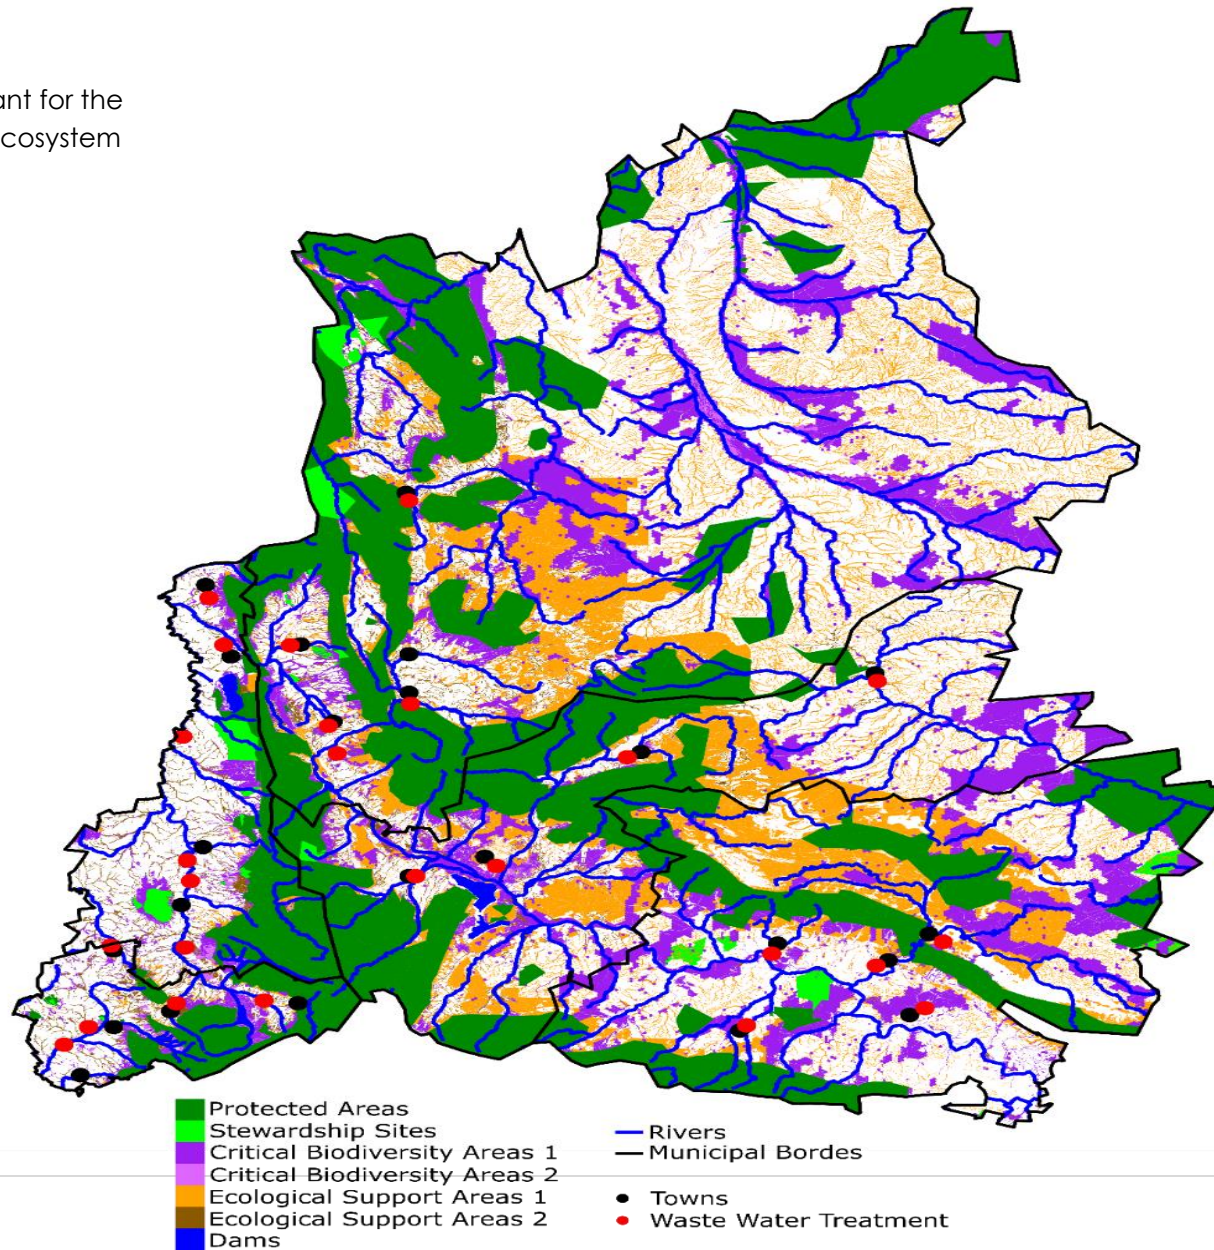 ant for the
cosystem
Protected Areas
Stewardship Sites
Critical Biodiversity Areas 1
Critical Biodiversity Areas 2
Ecological Support Areas 1
Ecological Support Areas 2
Dams
Rivers
Municipal Bordes
Towns
Waste Water Treatment